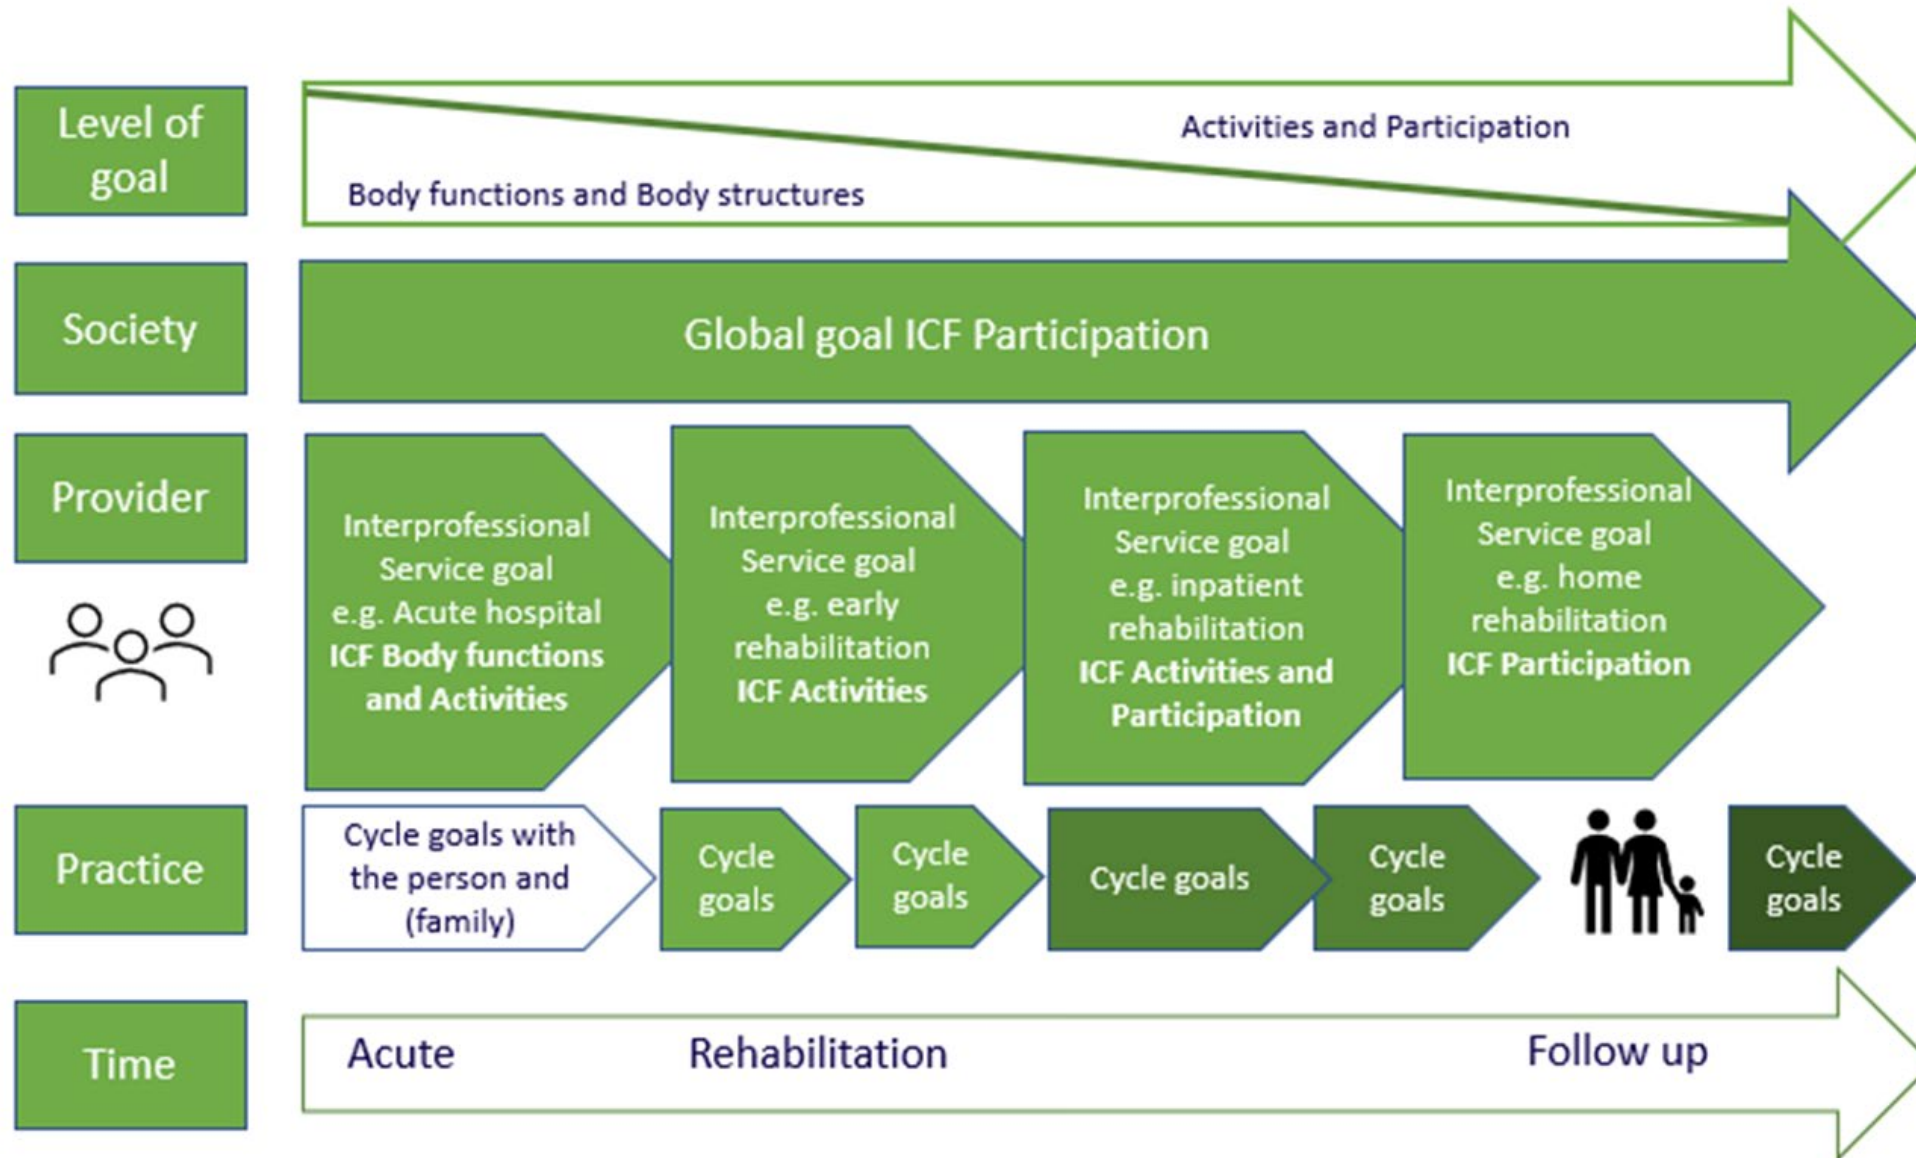 Level of
goal
Activities and Participation
Body functions and Body structures
Society
Global goal ICF Participation
Provider
Interprofessional
Service goal
e.g. Acute hospital
ICF Body functions
and Activities
Interprofessional
Service goal
e.g. early
rehabilitation
ICF Activities
Interprofessional
Service goal
e.g. inpatient
rehabilitation
ICF Activities and
Participation
Interprofessional
Service goal
e.g. home
rehabilitation
ICF Participation
Practice
Cycle goals with
the person and
(family)
Cycle
goals
Cycle
goals
Cycle goals
Cycle
goals
Cycle
goals
Time
Acute
Rehabilitation
Follow up